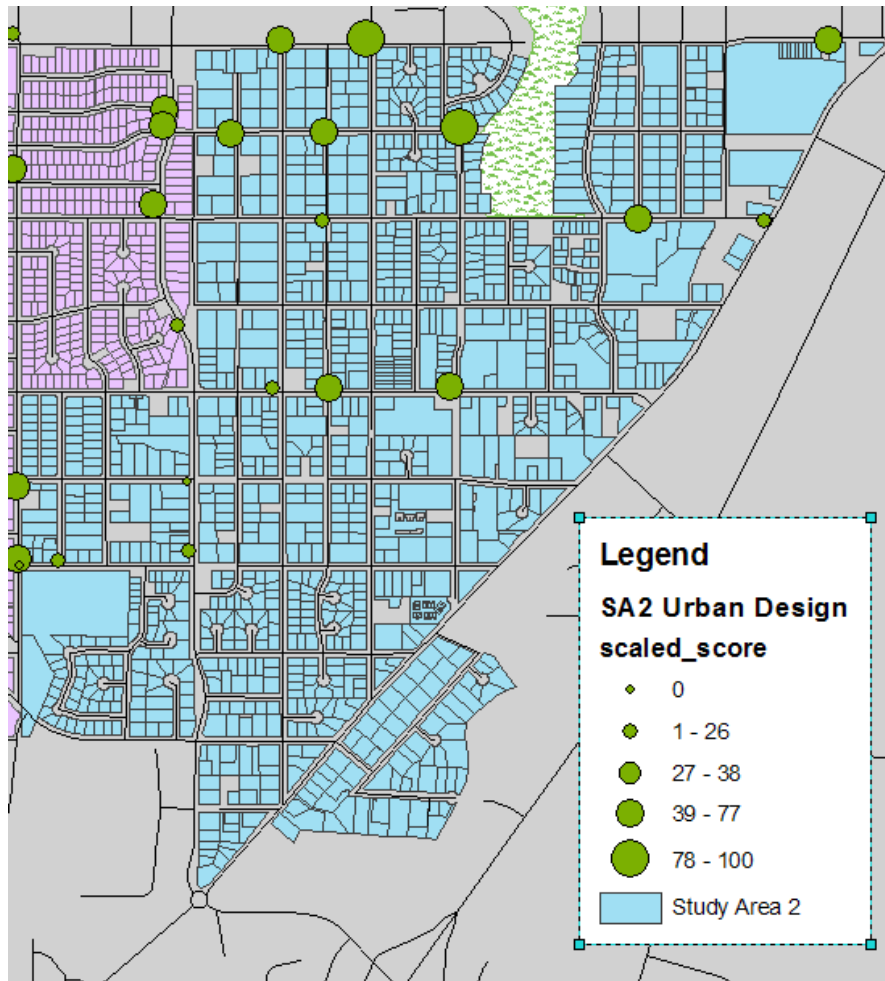 Legend
SA2 Urban Design
scaled_score
0
1 - 26
27 - 38
39 - 77
78 - 100
Study Area 2